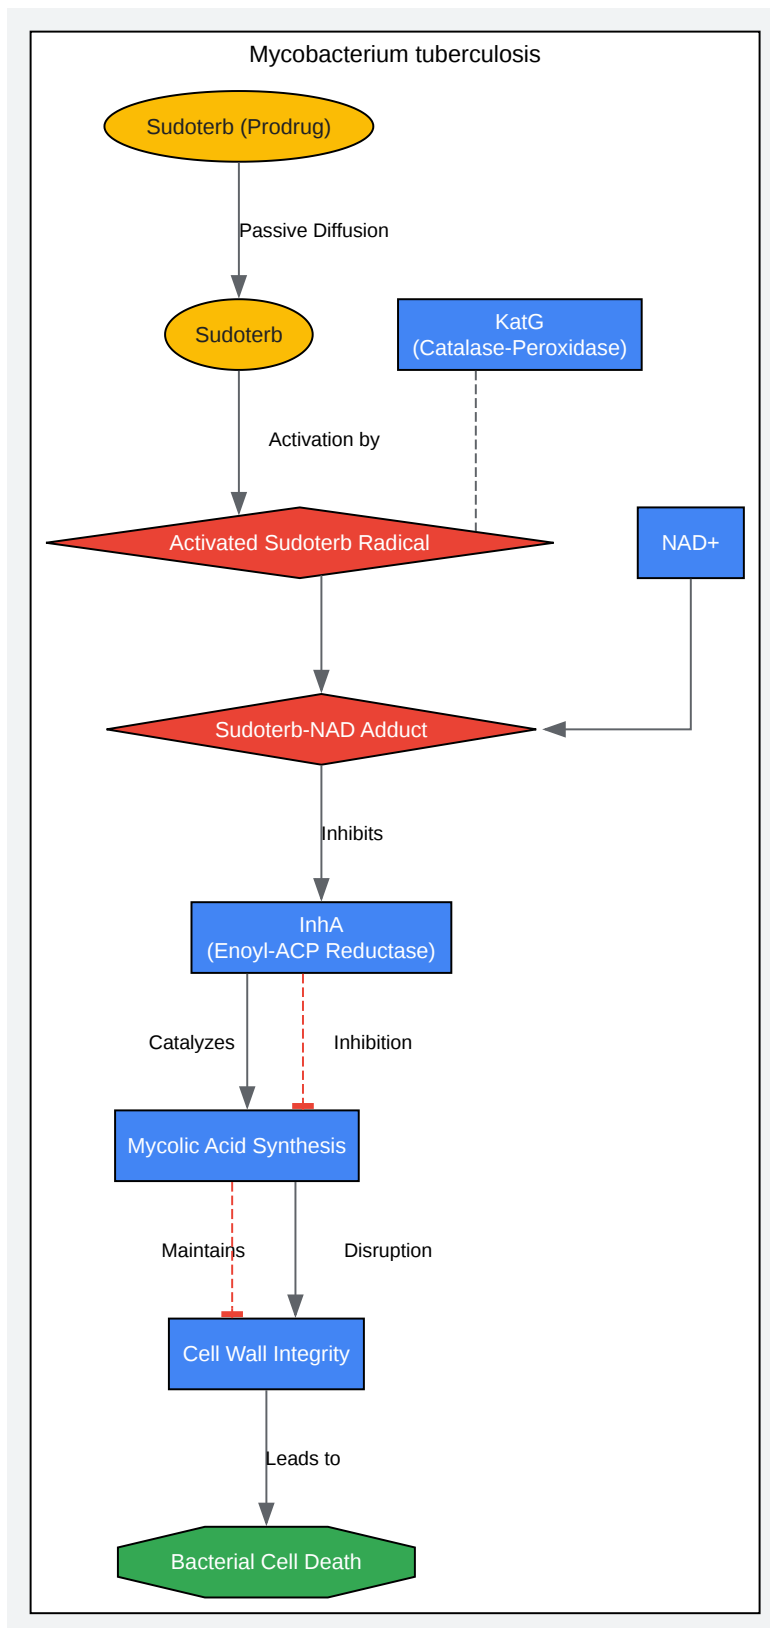 Mycobacterium tuberculosis
Sudoterb (Prodrug)
Passive Diffusion
Sudoterb
KatG
(Catalase-Peroxidase)
Activation by
Activated Sudoterb Radical
NAD+
Sudoterb-NAD Adduct
Inhibits
InhA
(Enoyl-ACP Reductase)
Catalyzes
Inhibition
Mycolic Acid Synthesis
Maintains
Disruption
Cell Wall Integrity
Leads to
Bacterial Cell Death